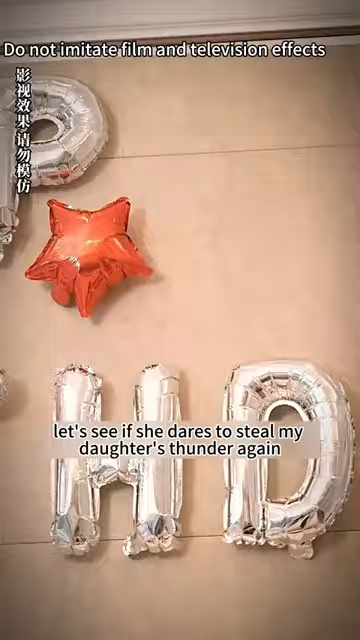 Do not imitate film and television effects
影视效果 请勿模仿
P
H D
let's see if she dares to steal my
daughter's thunder again